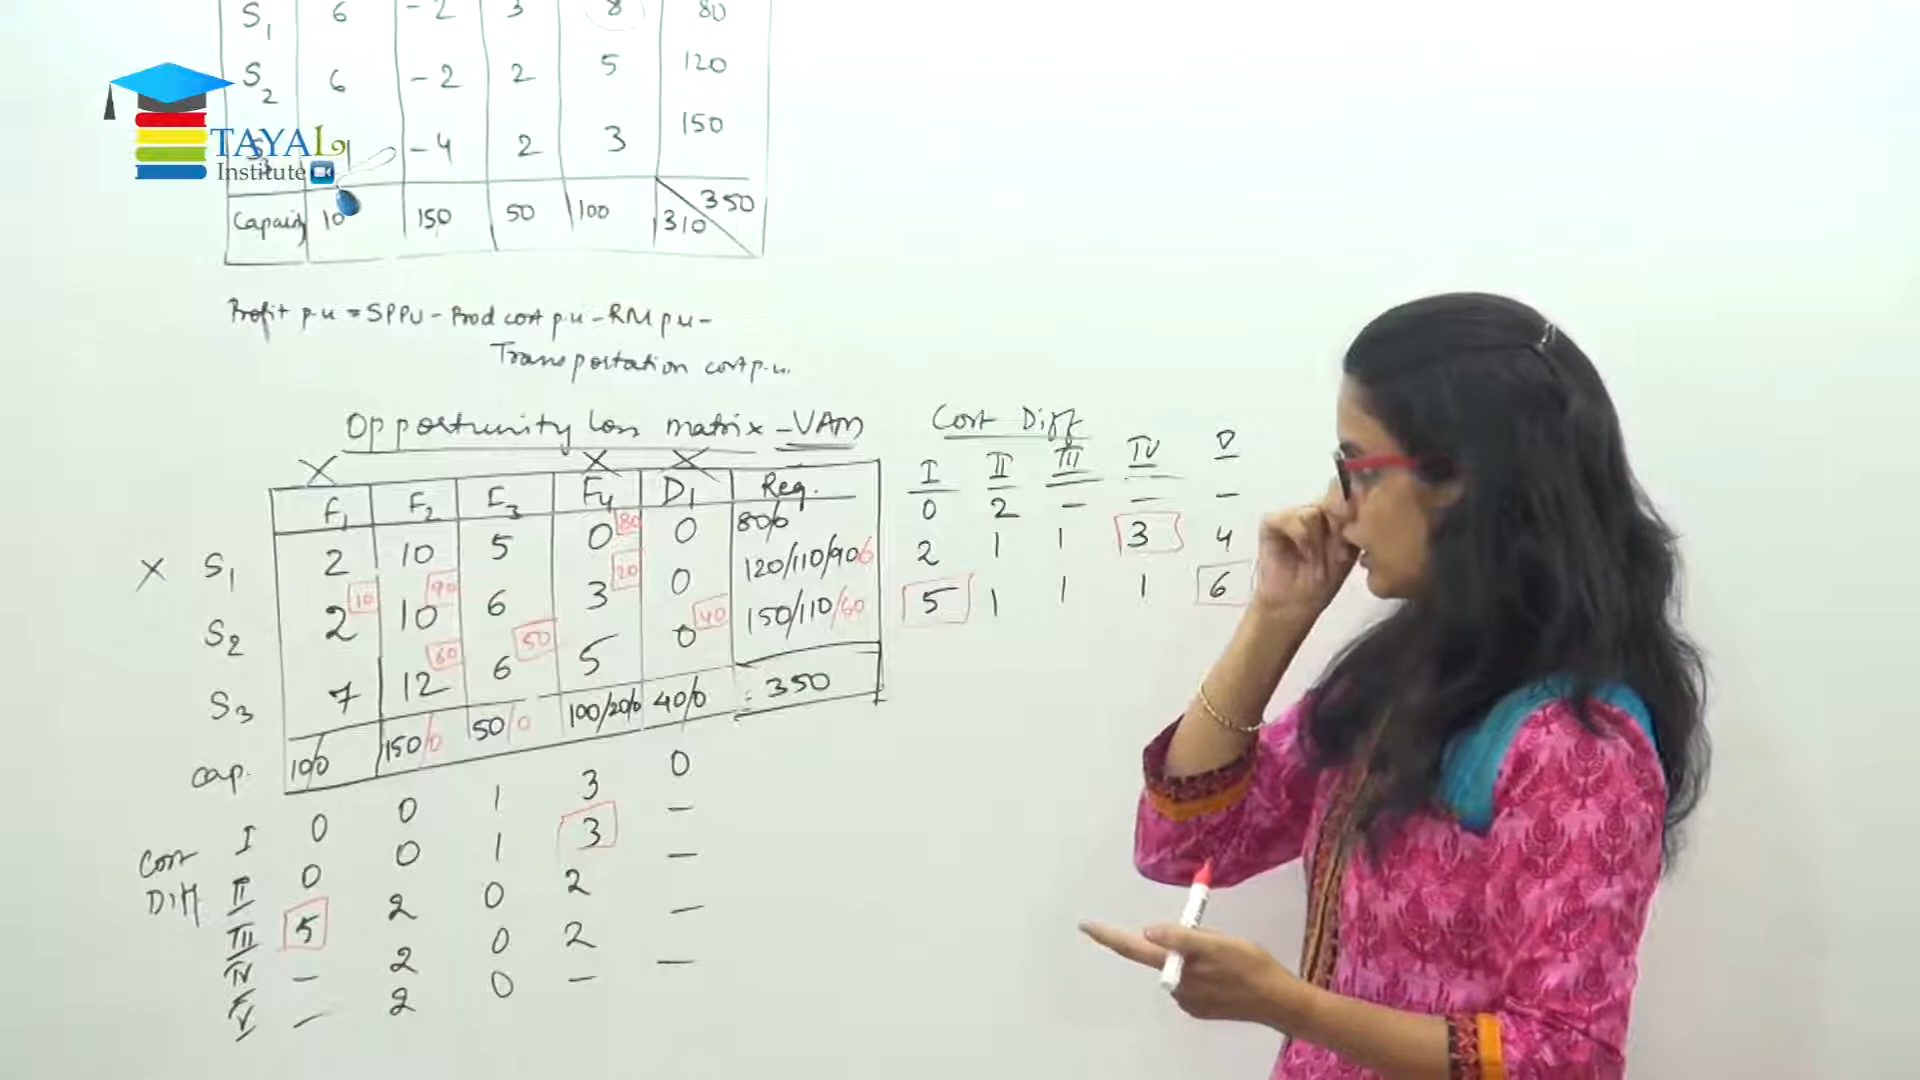 S1 6 -2 3 8 80
S2 6 -2 2 5 120
-4 2 3 150
TAYAL
Institute
Capaity 10 150 50 100 310 350
Profit p.u = SPPU - Prod cost p.u - RM p.u -
Transportation cost p.u.
Opportunity Loss matrix - VAM
Cost Diff
X X X
F1 F2 F3 F4 D1 Req.
I II III IV V
X S1 2 10 5 0 80 0 80/0
0 2 - - -
S2 2 10 10 90 6 3 20 0 120/110/90/0
2 1 1 3 4
S3 7 12 60 6 50 5 0 40 150/110/60
5 1 1 1 6
Cap. 10/0 150/0 50/0 100/20/0 40/0 = 350
Cost Diff
I 0 0 1 3 0
II 0 0 1 3 -
III 5 2 0 2 -
IV - 2 0 2 -
V - 2 0 - -